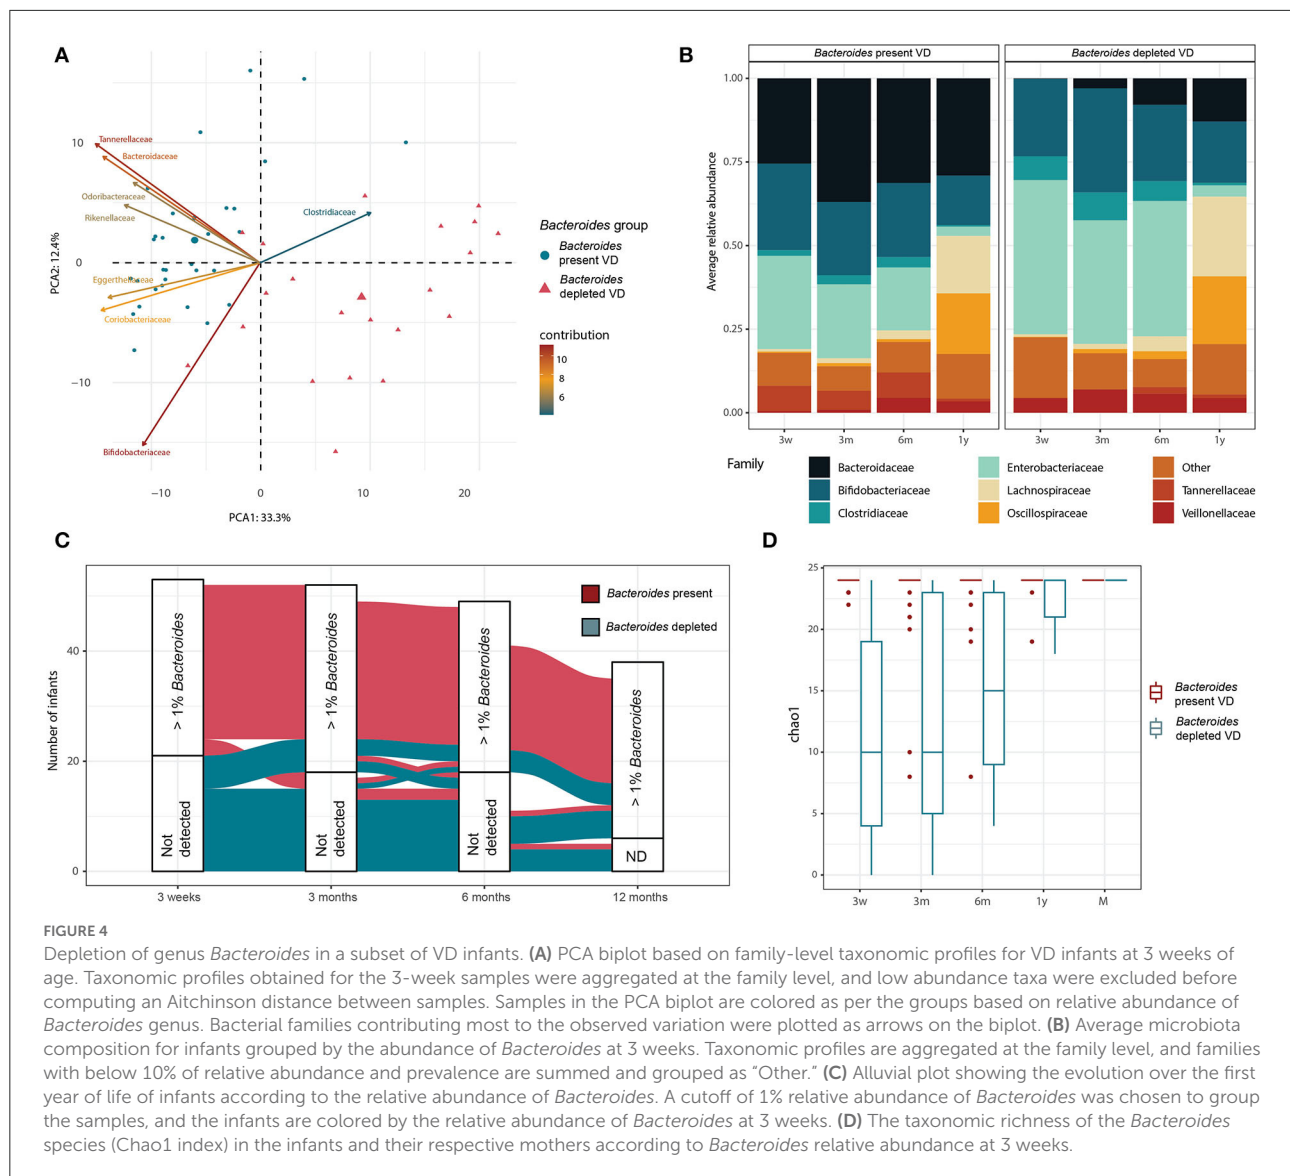 A
PCA2: 12.4%
10
0
−10
Tannerellaceae
Bacteroidaceae
Odoribacteraceae
Rikenellaceae
Clostridiaceae
Eggerthellaceae
Coriobacteriaceae
Bifidobacteriaceae
−10
0
10
20
PCA1: 33.3%
Bacteroides group
Bacteroides
present VD
Bacteroides
depleted VD
contribution
10
8
6
B
Bacteroides present VD
Bacteroides depleted VD
Average relative abundance
1.00
0.75
0.50
0.25
0.00
3w
3m
6m
1y
3w
3m
6m
1y
Family
Bacteroidaceae
Bifidobacteriaceae
Clostridiaceae
Enterobacteriaceae
Lachnospiraceae
Oscillospiraceae
Other
Tannerellaceae
Veillonellaceae
C
Number of infants
40
20
0
> 1% Bacteroides
Not
detected
> 1% Bacteroides
Not
detected
> 1% Bacteroides
Not
detected
> 1% Bacteroides
ND
Bacteroides present
Bacteroides depleted
3 weeks
3 months
6 months
12 months
D
chao1
25
20
15
10
5
0
3w
3m
6m
1y
M
Bacteroides
present VD
Bacteroides
depleted VD
FIGURE 4
Depletion of genus Bacteroides in a subset of VD infants. (A) PCA biplot based on family-level taxonomic profiles for VD infants at 3 weeks of
age. Taxonomic profiles obtained for the 3-week samples were aggregated at the family level, and low abundance taxa were excluded before
computing an Aitchinson distance between samples. Samples in the PCA biplot are colored as per the groups based on relative abundance of
Bacteroides genus. Bacterial families contributing most to the observed variation were plotted as arrows on the biplot. (B) Average microbiota
composition for infants grouped by the abundance of Bacteroides at 3 weeks. Taxonomic profiles are aggregated at the family level, and families
with below 10% of relative abundance and prevalence are summed and grouped as “Other.” (C) Alluvial plot showing the evolution over the first
year of life of infants according to the relative abundance of Bacteroides. A cutoff of 1% relative abundance of Bacteroides was chosen to group
the samples, and the infants are colored by the relative abundance of Bacteroides at 3 weeks. (D) The taxonomic richness of the Bacteroides
species (Chao1 index) in the infants and their respective mothers according to Bacteroides relative abundance at 3 weeks.